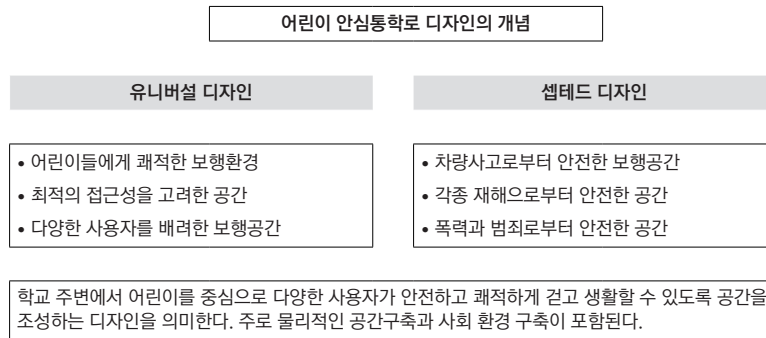 어린이 안심통학로 디자인의 개념
유니버설 디자인
셉테드 디자인
• 어린이들에게 쾌적한 보행환경
• 최적의 접근성을 고려한 공간
• 다양한 사용자를 배려한 보행공간
• 차량사고로부터 안전한 보행공간
• 각종 재해으로부터 안전한 공간
• 폭력과 범죄로부터 안전한 공간
학교 주변에서 어린이를 중심으로 다양한 사용자가 안전하고 쾌적하게 걷고 생활할 수 있도록 공간을
조성하는 디자인을 의미한다. 주로 물리적인 공간구축과 사회 환경 구축이 포함된다.